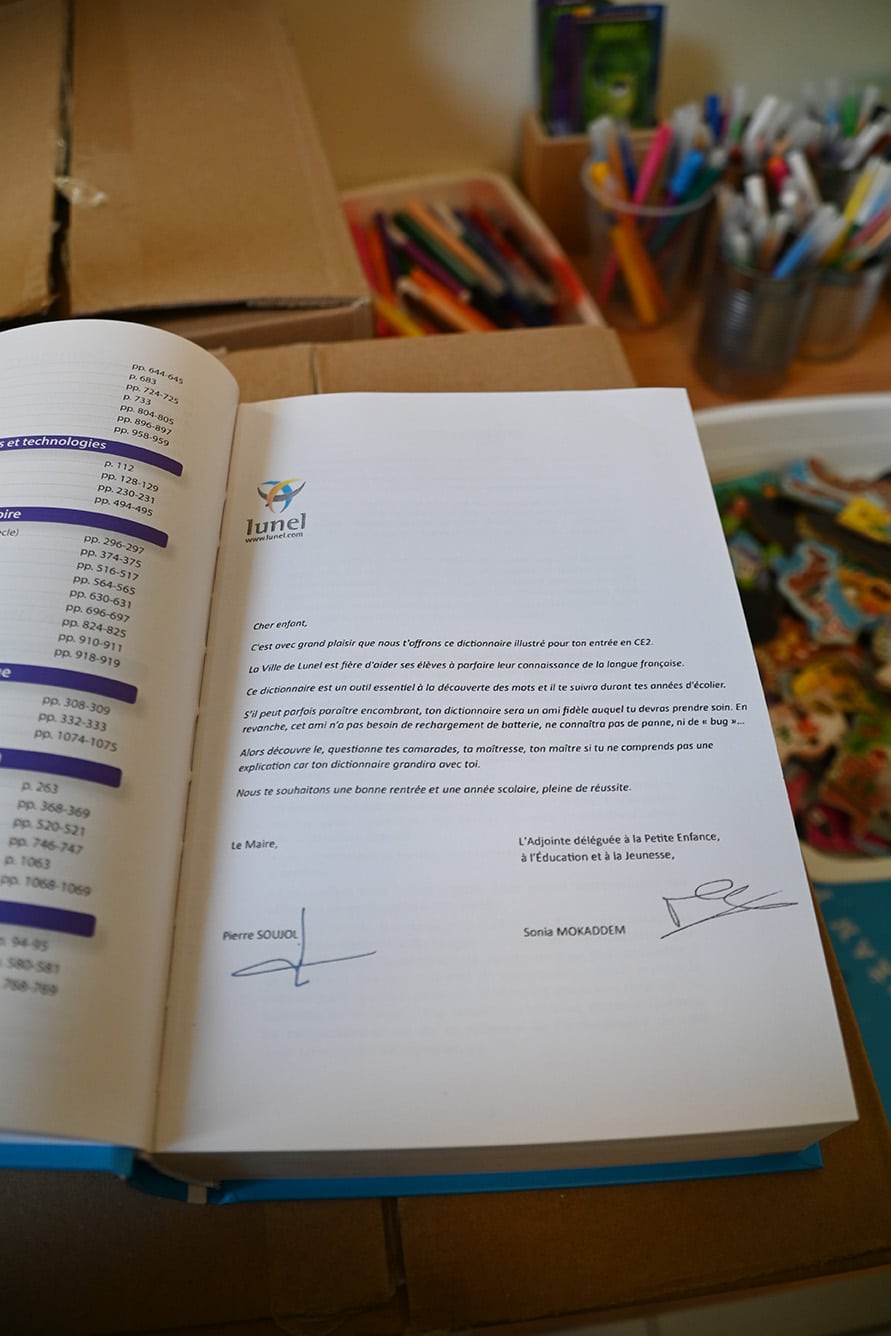 pp. 644-645
p. 683
pp. 724-725
p. 733
pp. 804-805
pp. 896-897
pp. 958-959
s et technologies
p. 112
pp. 128-129
pp. 230-231
pp. 494-495
oire
ècle)
pp. 296-297
pp. 374-375
pp. 516-517
pp. 564-565
pp. 630-631
pp. 696-697
pp. 824-825
pp. 910-911
pp. 918-919
ue
pp. 308-309
pp. 332-333
pp. 1074-1075
p. 263
pp. 368-369
pp. 520-521
pp. 746-747
p. 1063
pp. 1068-1069
p. 94-95
. 580-581
768-769
lunel
www.lunel.com
Cher enfant,
C'est avec grand plaisir que nous t'offrons ce dictionnaire illustré pour ton entrée en CE2.
La Ville de Lunel est fière d'aider ses élèves à parfaire leur connaissance de la langue française.
Ce dictionnaire est un outil essentiel à la découverte des mots et il te suivra durant tes années d'écolier.
S'il peut parfois paraître encombrant, ton dictionnaire sera un ami fidèle auquel tu devras prendre soin. En
revanche, cet ami n'a pas besoin de rechargement de batterie, ne connaîtra pas de panne, ni de « bug »...
Alors découvre le, questionne tes camarades, ta maîtresse, ton maître si tu ne comprends pas une
explication car ton dictionnaire grandira avec toi.
Nous te souhaitons une bonne rentrée et une année scolaire, pleine de réussite.
Le Maire,
L'Adjointe déléguée à la Petite Enfance,
à l'Éducation et à la Jeunesse,
Pierre SOUJOL
Sonia MOKADDEM